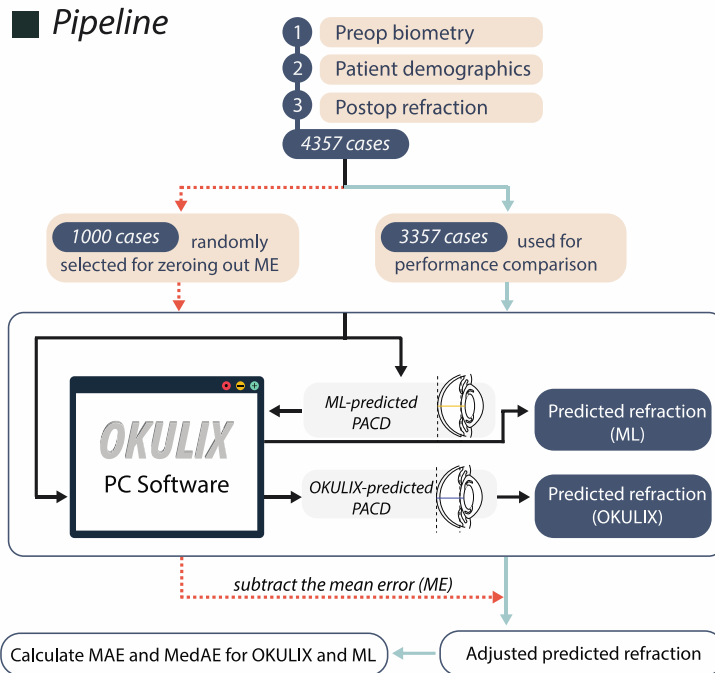 Pipeline
1 Preop biometry
2 Patient demographics
3 Postop refraction
4357 cases
1000 cases randomly
selected for zeroing out ME
3357 cases used for
performance comparison
ML-predicted
PACD
OKULIX
PC Software
Predicted refraction
(ML)
OKULIX-predicted
PACD
Predicted refraction
(OKULIX)
subtract the mean error (ME)
Calculate MAE and MedAE for OKULIX and ML
Adjusted predicted refraction